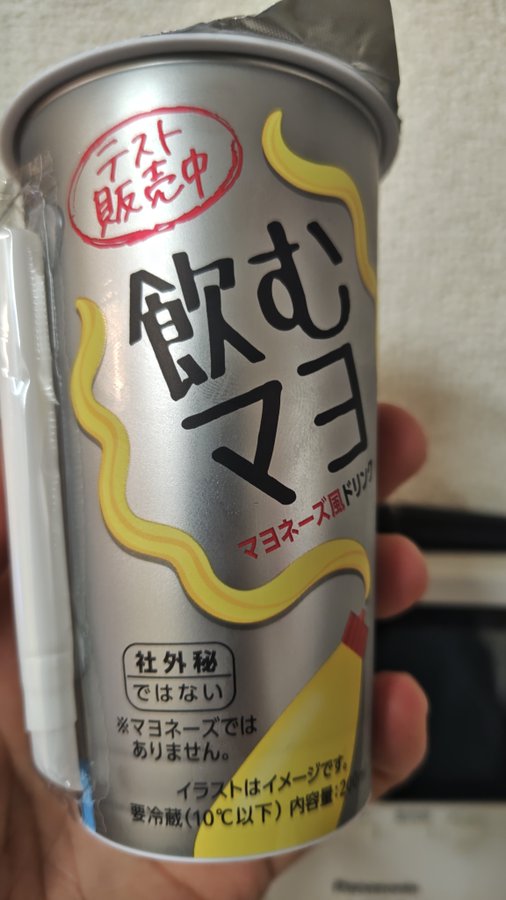 テスト
販売中
飲む
マヨ
マヨネーズ風ドリンク
社外秘
ではない
※マヨネーズでは
ありません。
イラストはイメージです。
要冷蔵(10℃以下) 内容量: